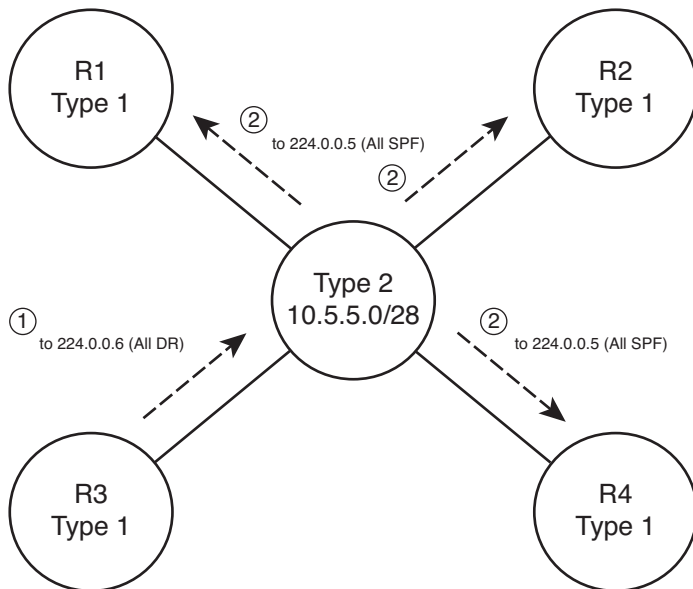 R1
Type 1
R2
Type 1
②
to 224.0.0.5 (All SPF)
②
Type 2
10.5.5.0/28
①
to 224.0.0.6 (All DR)
②
to 224.0.0.5 (All SPF)
R3
Type 1
R4
Type 1